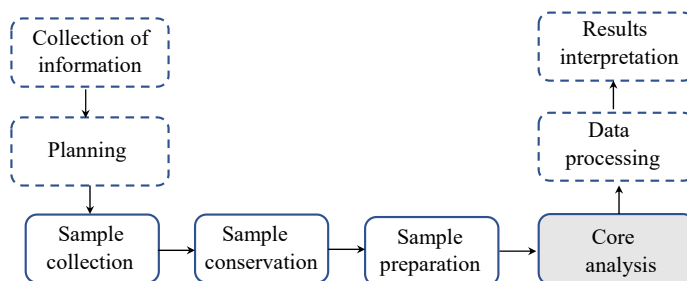 Collection of
information
Planning
Sample
collection
Sample
conservation
Sample
preparation
Core
analysis
Data
processing
Results
interpretation